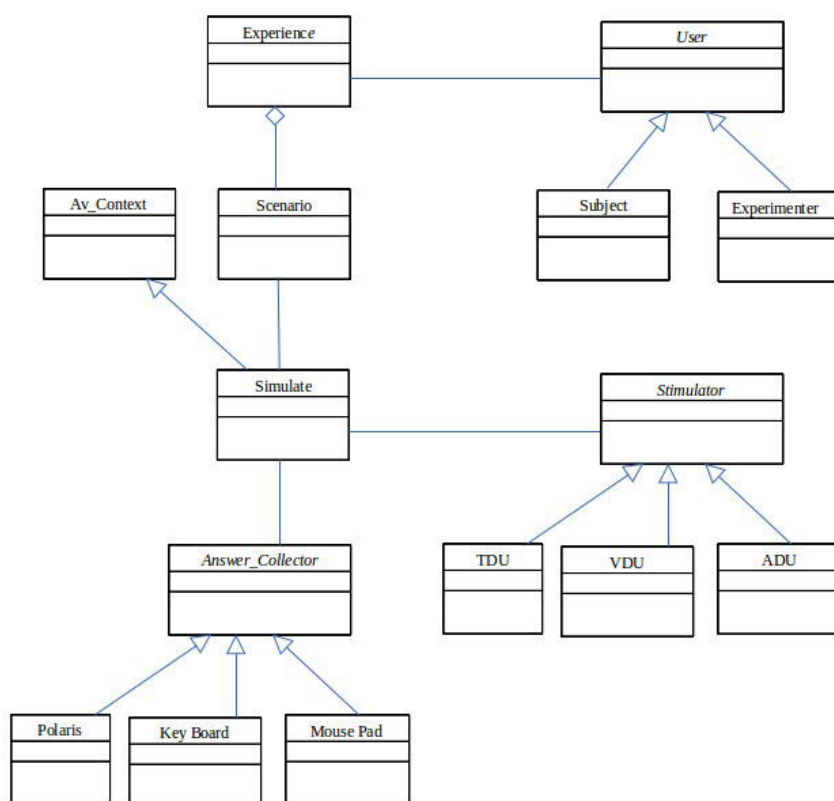 Experience
User
Av_Context
Scenario
Subject
Experimenter
Simulate
Stimulator
Answer_Collector
TDU
VDU
ADU
Polaris
Key Board
Mouse Pad